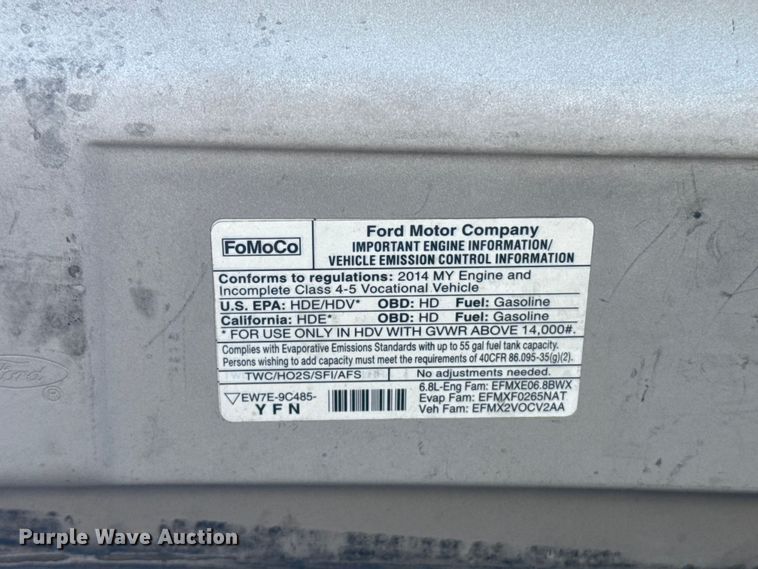 FoMoCo
Ford Motor Company
IMPORTANT ENGINE INFORMATION/
VEHICLE EMISSION CONTROL INFORMATION
Conforms to regulations: 2014 MY Engine and
Incomplete Class 4-5 Vocational Vehicle
U.S. EPA: HDE/HDV* OBD: HD Fuel: Gasoline
California: HDE* OBD: HD Fuel: Gasoline
* FOR USE ONLY IN HDV WITH GVWR ABOVE 14,000#.
Complies with Evaporative Emissions Standards with up to 55 gal fuel tank capacity.
Persons wishing to add capacity must meet the requirements of 40CFR 86.095-35(g)(2).
TWC/HO2S/SFI/AFS No adjustments needed.
▽EW7E-9C485-
YFN
6.8L-Eng Fam: EFMXE06.8BWX
Evap Fam: EFMXF0265NAT
Veh Fam: EFMX2VOCV2AA
Ford
Purple Wave Auction